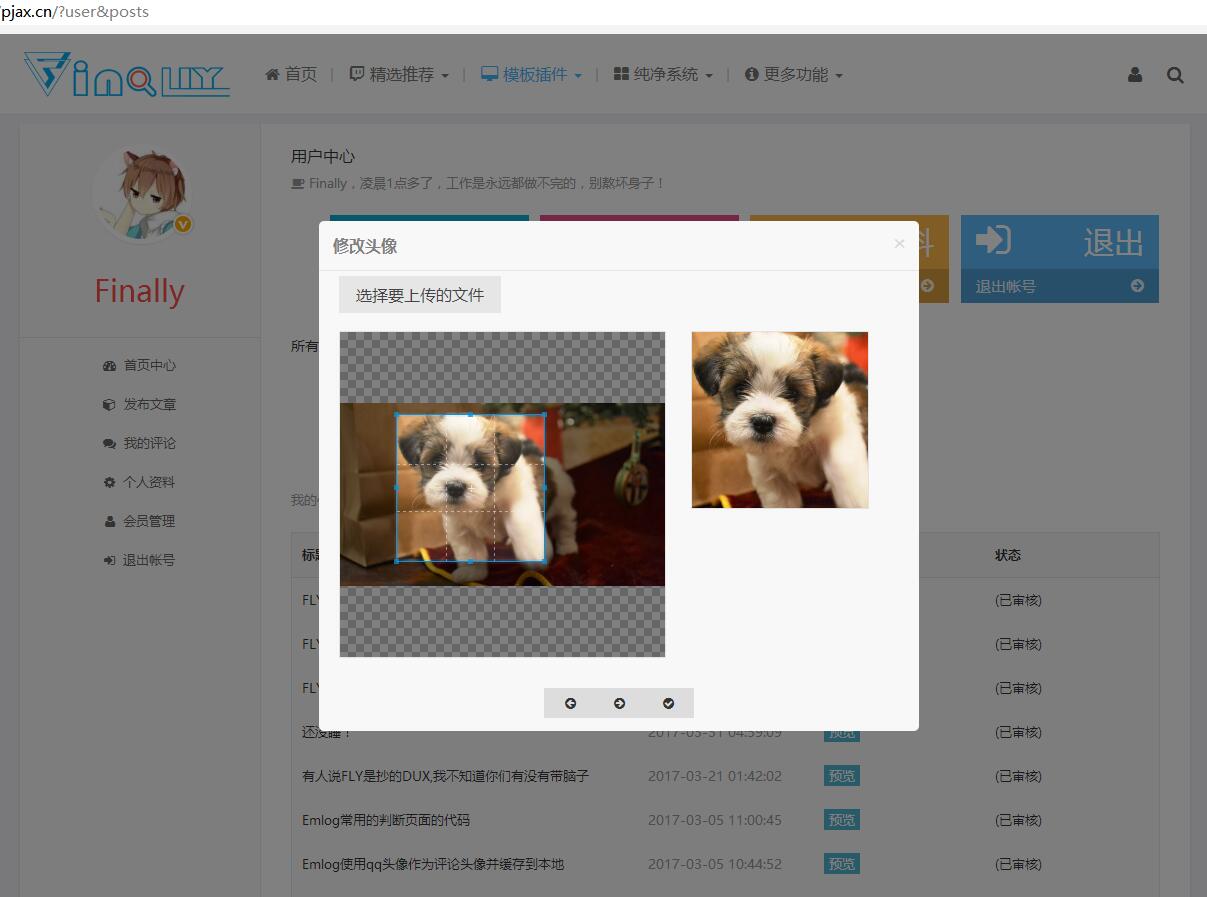 pjax.cn/?user&posts
首页 | 精选推荐 | 模板插件 | 纯净系统 | 更多功能
用户中心
Finally，凌晨1点多了，工作是永远都做不完的，别熬坏身子！
V
Finally
首页中心
发布文章
我的评论
个人资料
会员管理
退出帐号
退出
退出帐号
修改头像 ×
选择要上传的文件
所有
我的
状态
FLY (已审核)
FLY (已审核)
FLY (已审核)
还没睡！ 2017-03-31 04:59:09 预览 (已审核)
有人说FLY是抄的DUX,我不知道你们有没有带脑子 2017-03-21 01:42:02 预览 (已审核)
Emlog常用的判断页面的代码 2017-03-05 11:00:45 预览 (已审核)
Emlog使用qq头像作为评论头像并缓存到本地 2017-03-05 10:44:52 预览 (已审核)